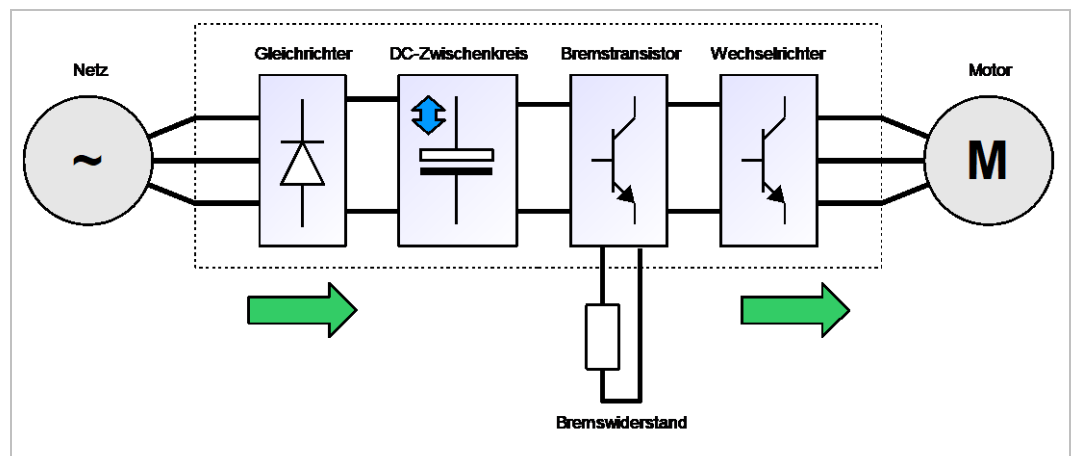 Gleichrichter
DC-Zwischenkreis
Bremstransistor
Wechselrichter
Netz
Motor
~
M
Bremswiderstand